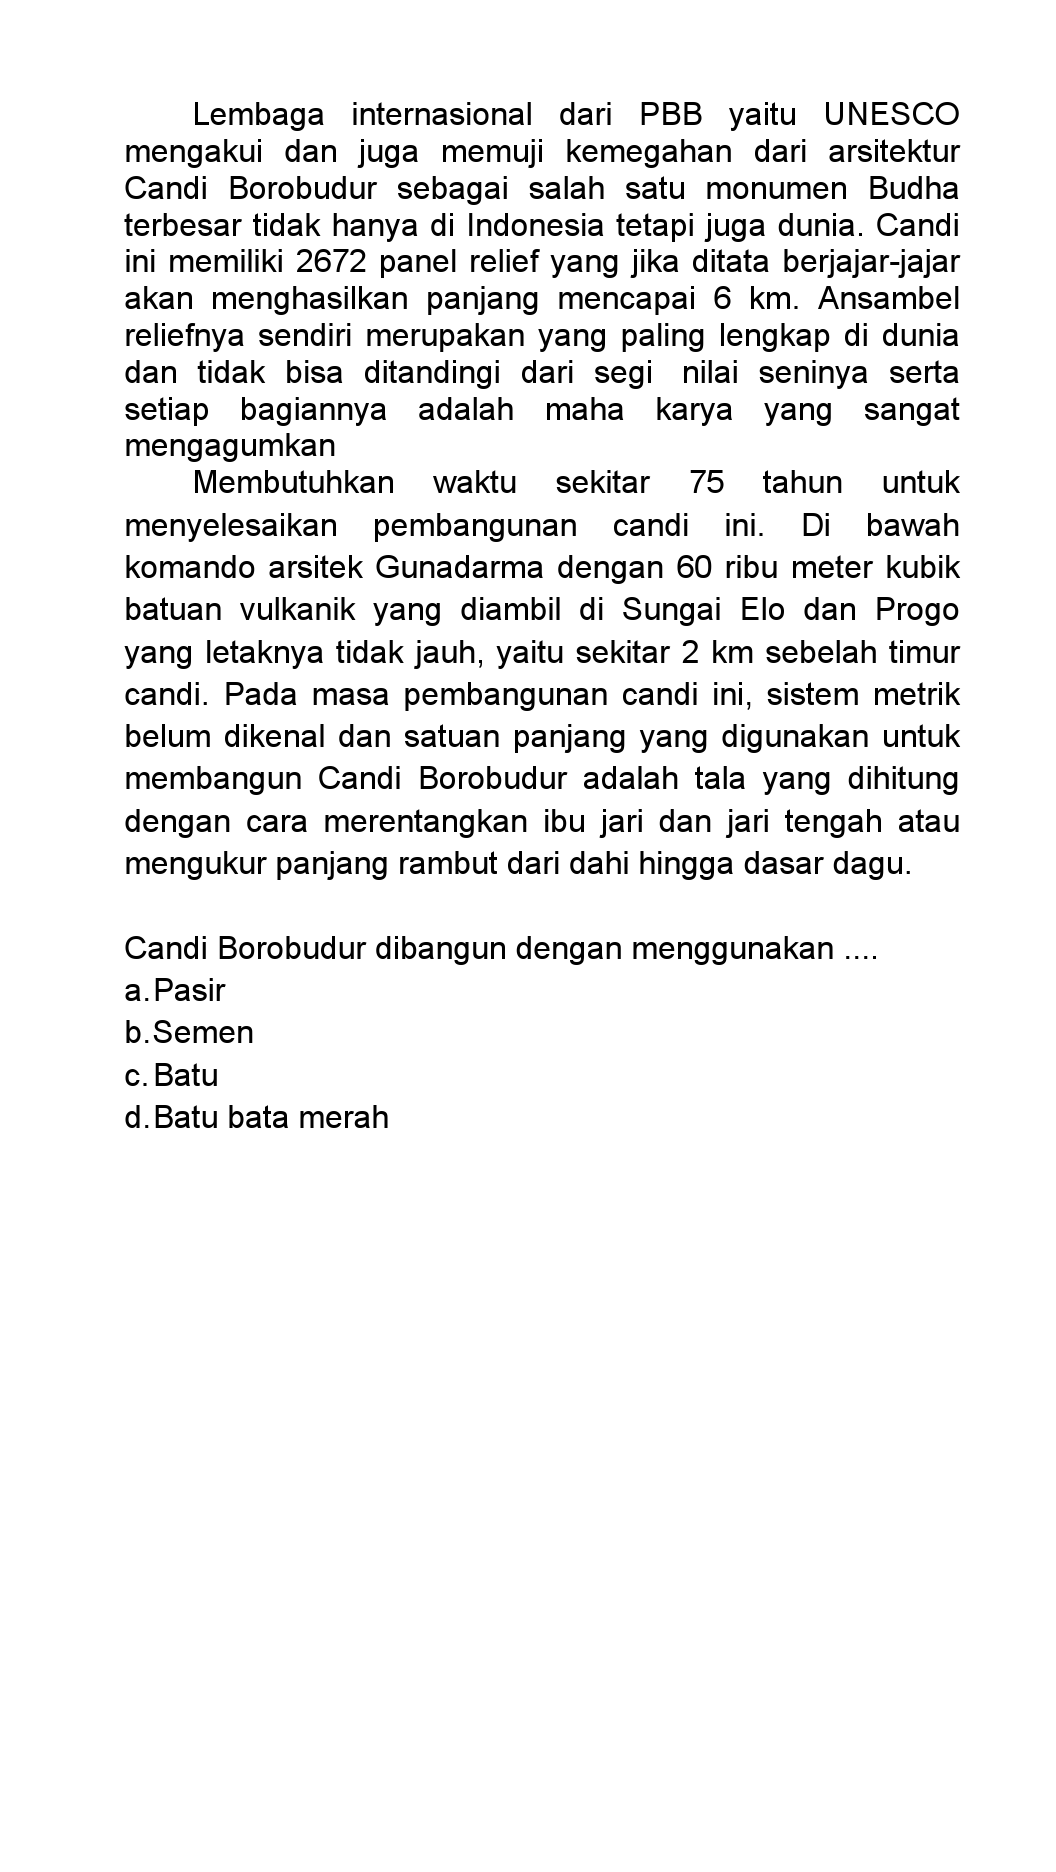 Lembaga internasional dari PBB yaitu UNESCO
mengakui dan juga memuji kemegahan dari arsitektur
Candi Borobudur sebagai salah satu monumen Budha
terbesar tidak hanya di Indonesia tetapi juga dunia. Candi
ini memiliki 2672 panel relief yang jika ditata berjajar-jajar
akan menghasilkan panjang mencapai 6 km. Ansambel
reliefnya sendiri merupakan yang paling lengkap di dunia
dan tidak bisa ditandingi dari segi nilai seninya serta
setiap bagiannya adalah maha karya yang sangat
mengagumkan
Membutuhkan waktu sekitar 75 tahun untuk
menyelesaikan pembangunan candi ini. Di bawah
komando arsitek Gunadarma dengan 60 ribu meter kubik
batuan vulkanik yang diambil di Sungai Elo dan Progo
yang letaknya tidak jauh, yaitu sekitar 2 km sebelah timur
candi. Pada masa pembangunan candi ini, sistem metrik
belum dikenal dan satuan panjang yang digunakan untuk
membangun Candi Borobudur adalah tala yang dihitung
dengan cara merentangkan ibu jari dan jari tengah atau
mengukur panjang rambut dari dahi hingga dasar dagu.
Candi Borobudur dibangun dengan menggunakan ....
a. Pasir
b. Semen
c. Batu
d. Batu bata merah